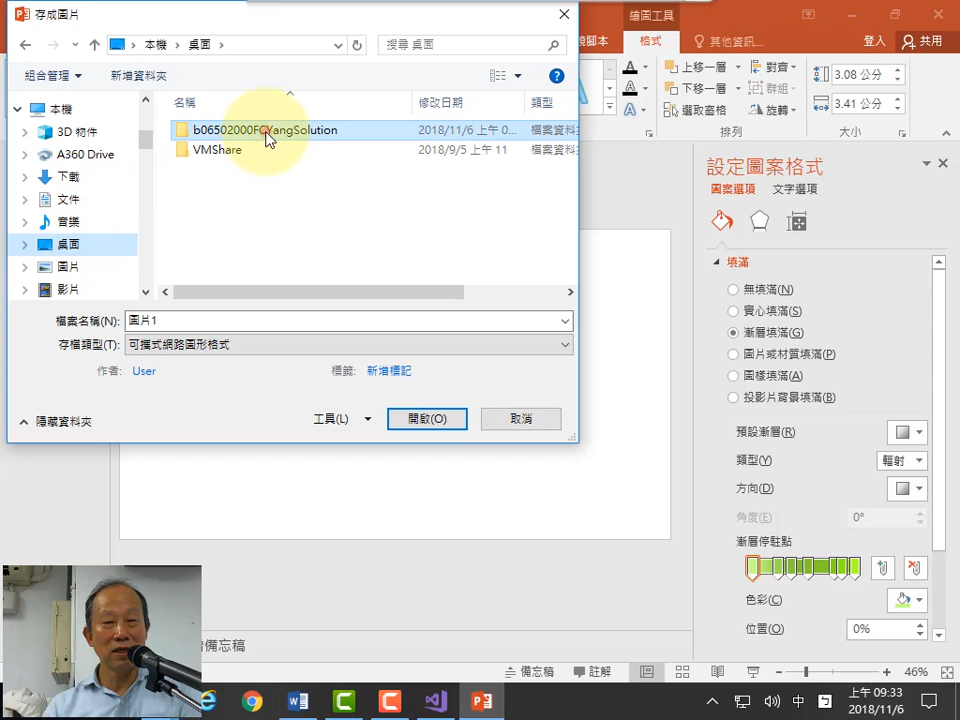 存成圖片
本機 › 桌面 ›
搜尋 桌面
組合管理
新增資料夾
名稱
修改日期
類型
b06502000FCYangSolution
2018/11/6 上午 0...
檔案資料
VMShare
2018/9/5 上午 11
檔案資料
本機
3D 物件
A360 Drive
下載
文件
音樂
桌面
圖片
影片
檔案名稱(N):
圖片1
存檔類型(T):
可攜式網路圖形格式
作者:
User
標籤:
新增標記
隱藏資料夾
工具(L)
開啟(O)
取消
繪圖工具
腳本
格式
其他資訊...
登入
共用
上移一層
下移一層
選取窗格
對齊
群組
旋轉
排列
3.08 公分
3.41 公分
大小
設定圖案格式
圖案選項
文字選項
填滿
無填滿(N)
實心填滿(S)
漸層填滿(G)
圖片或材質填滿(P)
圖樣填滿(A)
投影片背景填滿(B)
預設漸層(R)
類型(Y)
輻射
方向(D)
角度(E)
0°
漸層停駐點
色彩(C)
位置(O)
0%
備忘稿
備忘稿
註解
46%
中
上午 09:33
2018/11/6